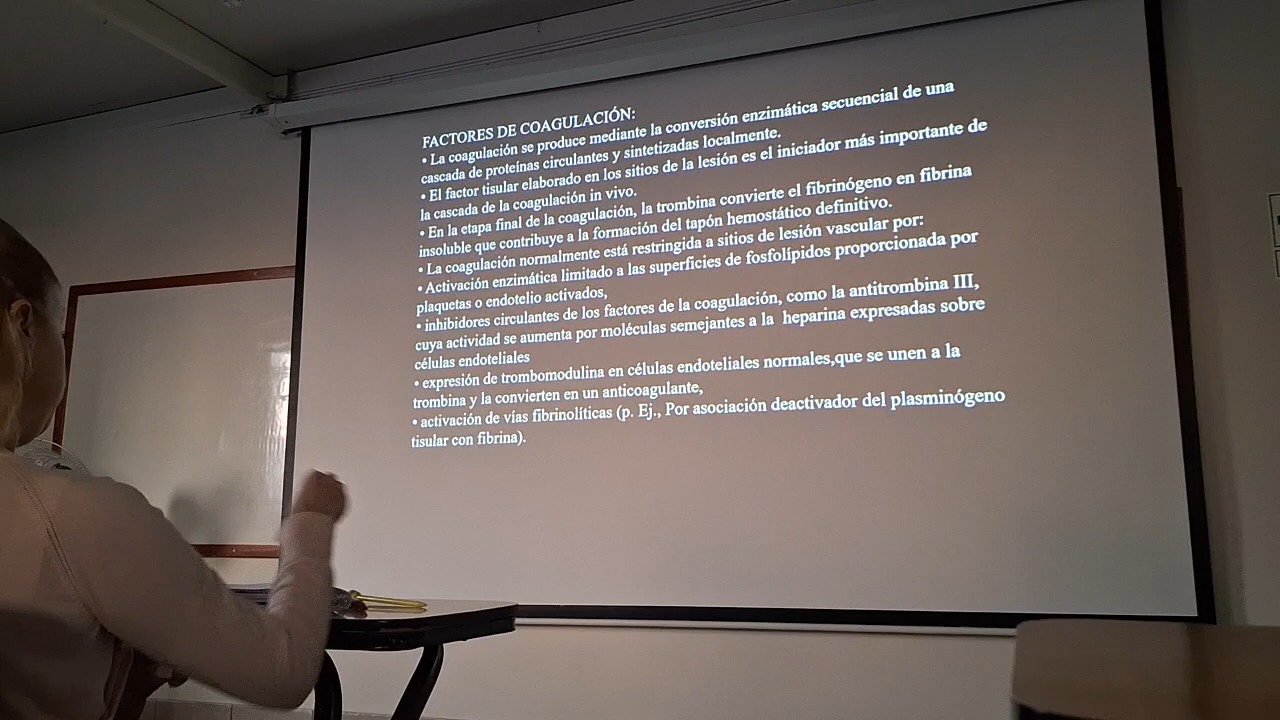 FACTORES DE COAGULACIÓN:
• La coagulación se produce mediante la conversión enzimática secuencial de una
cascada de proteínas circulantes y sintetizadas localmente.
• El factor tisular elaborado en los sitios de la lesión es el iniciador más importante de
la cascada de la coagulación in vivo.
• En la etapa final de la coagulación, la trombina convierte el fibrinógeno en fibrina
insoluble que contribuye a la formación del tapón hemostático definitivo.
• La coagulación normalmente está restringida a sitios de lesión vascular por:
• Activación enzimática limitado a las superficies de fosfolípidos proporcionada por
plaquetas o endotelio activados,
• inhibidores circulantes de los factores de la coagulación, como la antitrombina III,
cuya actividad se aumenta por moléculas semejantes a la heparina expresadas sobre
células endoteliales
• expresión de trombomodulina en células endoteliales normales,que se unen a la
trombina y la convierten en un anticoagulante,
• activación de vías fibrinolíticas (p. Ej., Por asociación deactivador del plasminógeno
tisular con fibrina).